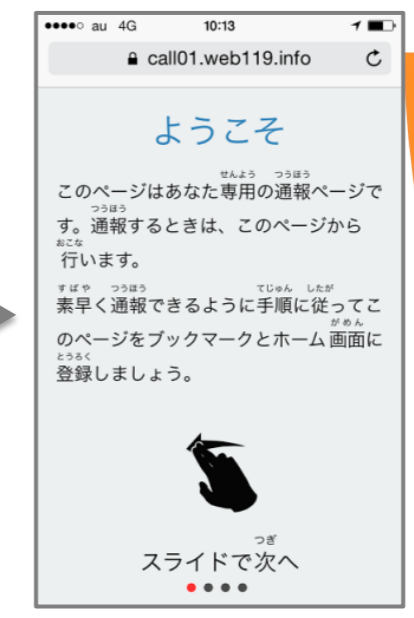 au 4G 10:13
call01.web119.info
ようこそ
せんよう つうほう
このページはあなた専用の通報ページで
つうほう
す。通報するときは、このページから
おこな
行います。
すばや つうほう てじゅん したが
素早く通報できるように手順に従ってこ
がめん
のページをブックマークとホーム画面に
とうろく
登録しましょう。
つぎ
スライドで次へ